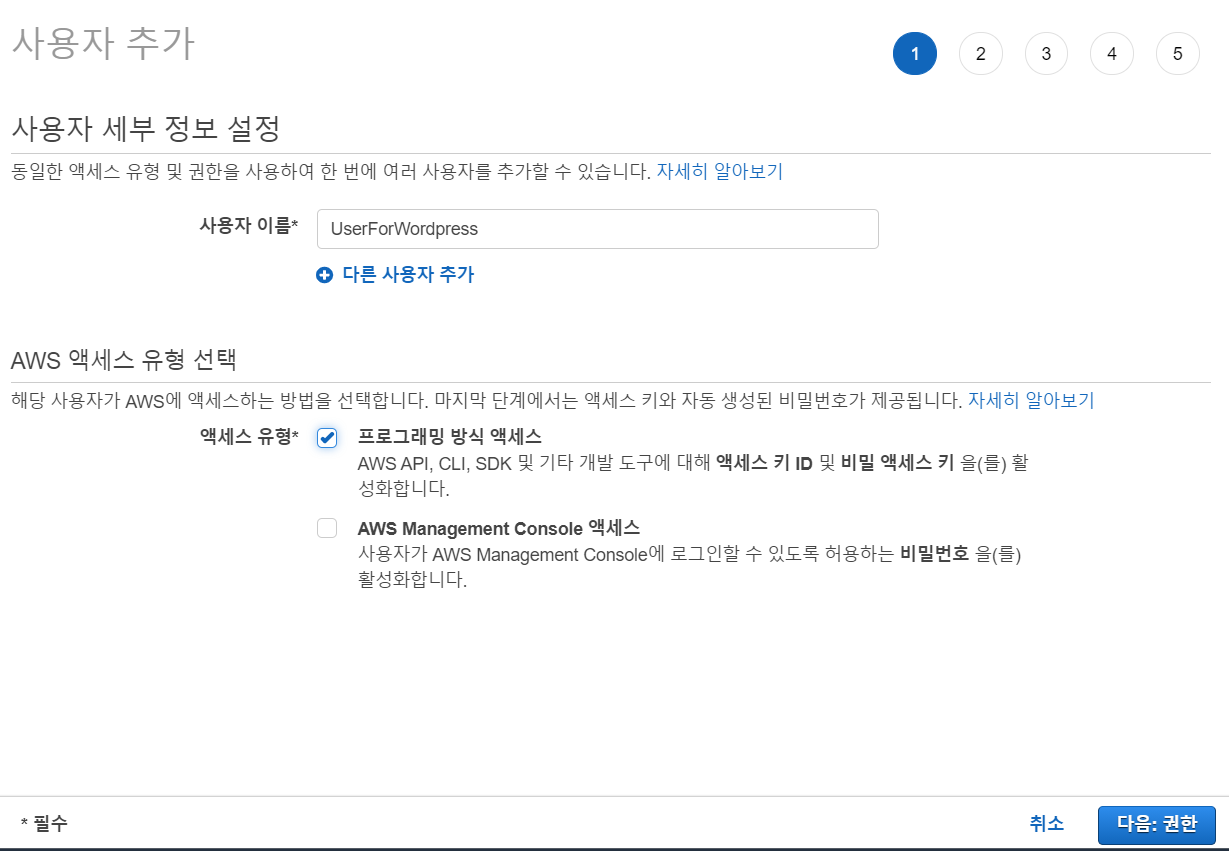 사용자 추가
1 2 3 4 5
사용자 세부 정보 설정
동일한 액세스 유형 및 권한을 사용하여 한 번에 여러 사용자를 추가할 수 있습니다. 자세히 알아보기
사용자 이름* UserForWordpress
다른 사용자 추가
AWS 액세스 유형 선택
해당 사용자가 AWS에 액세스하는 방법을 선택합니다. 마지막 단계에서는 액세스 키와 자동 생성된 비밀번호가 제공됩니다. 자세히 알아보기
액세스 유형* 프로그래밍 방식 액세스
AWS API, CLI, SDK 및 기타 개발 도구에 대해 액세스 키 ID 및 비밀 액세스 키 을(를) 활
성화합니다.
AWS Management Console 액세스
사용자가 AWS Management Console에 로그인할 수 있도록 허용하는 비밀번호 을(를)
활성화합니다.
* 필수 취소 다음: 권한